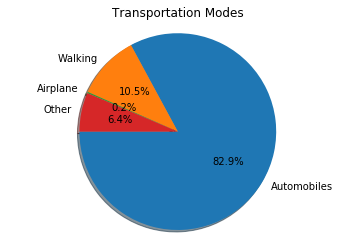 Transportation Modes
Walking
10.5%
Airplane
0.2%
Other
6.4%
82.9%
Automobiles